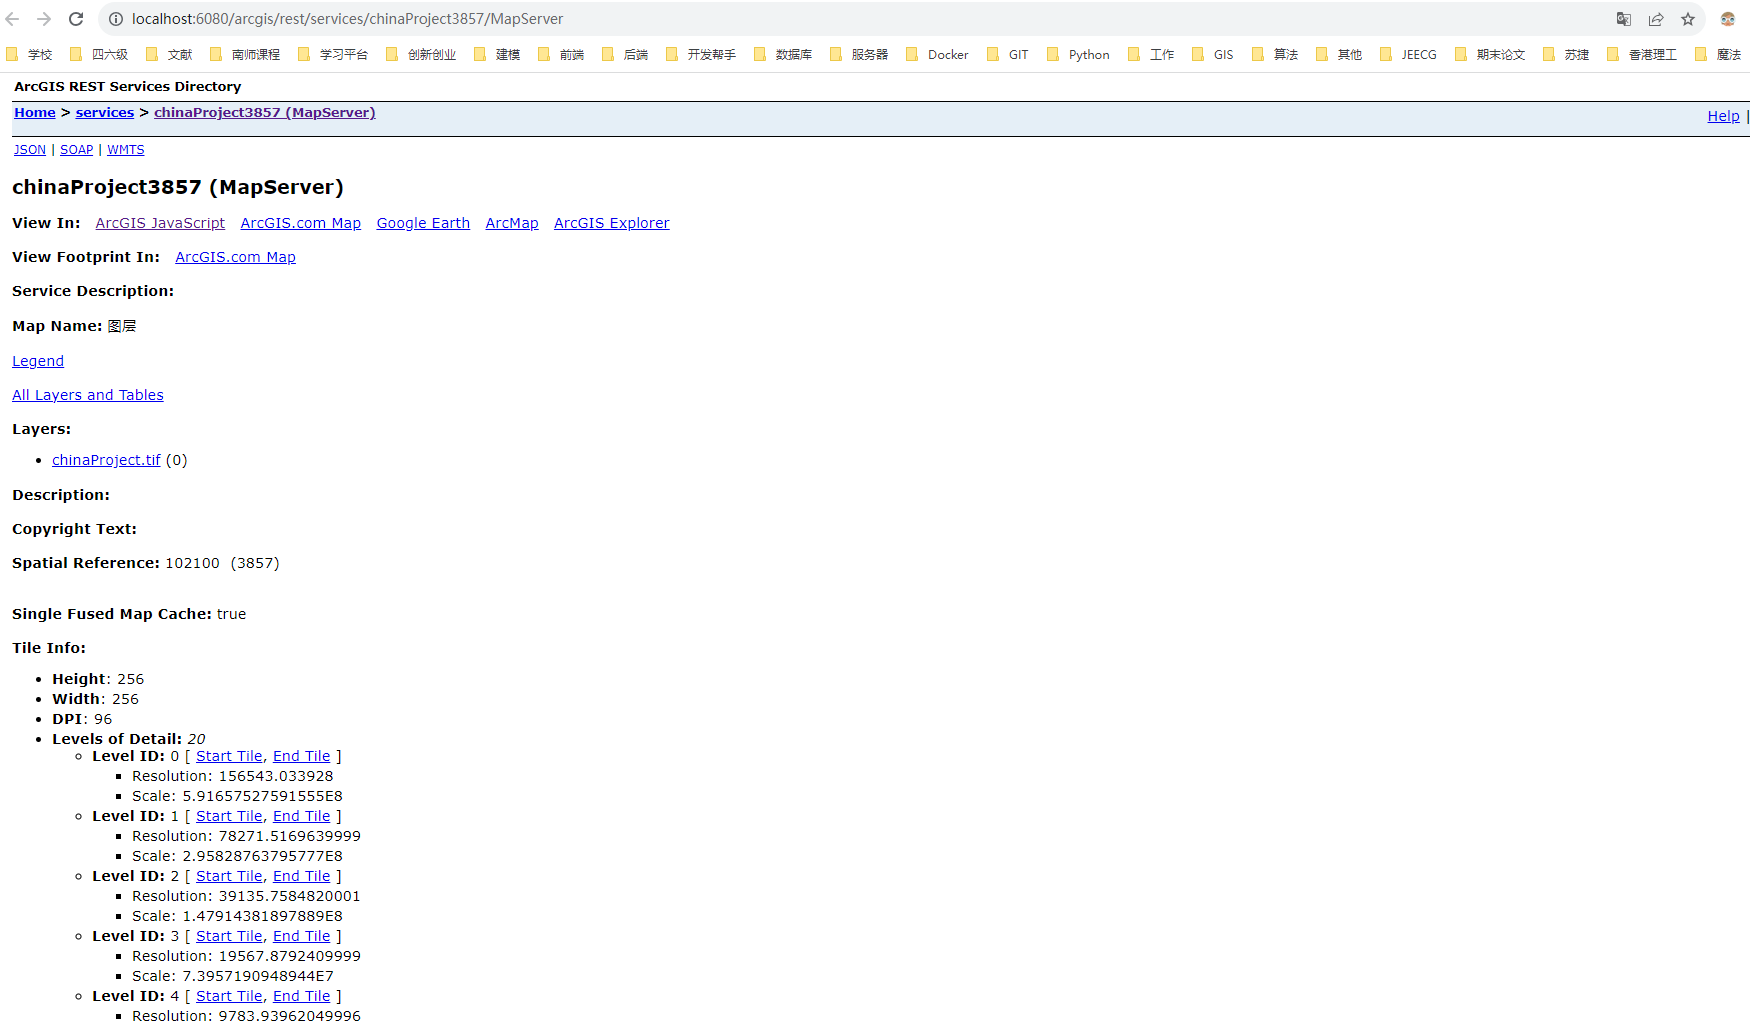 localhost:6080/arcgis/rest/services/chinaProject3857/MapServer
学校 四六级 文献 南师课程 学习平台 创新创业 建模 前端 后端 开发帮手 数据库 服务器 Docker GIT Python 工作 GIS 算法 其他 JEECG 期末论文 苏捷 香港理工 魔法
ArcGIS REST Services Directory
Home > services > chinaProject3857 (MapServer)
Help |
JSON | SOAP | WMTS
chinaProject3857 (MapServer)
View In: ArcGIS JavaScript ArcGIS.com Map Google Earth ArcMap ArcGIS Explorer
View Footprint In: ArcGIS.com Map
Service Description:
Map Name: 图层
Legend
All Layers and Tables
Layers:
• chinaProject.tif (0)
Description:
Copyright Text:
Spatial Reference: 102100 (3857)
Single Fused Map Cache: true
Tile Info:
• Height: 256
• Width: 256
• DPI: 96
• Levels of Detail: 20
◦ Level ID: 0 [ Start Tile, End Tile ]
▪ Resolution: 156543.033928
▪ Scale: 5.91657527591555E8
◦ Level ID: 1 [ Start Tile, End Tile ]
▪ Resolution: 78271.5169639999
▪ Scale: 2.95828763795777E8
◦ Level ID: 2 [ Start Tile, End Tile ]
▪ Resolution: 39135.7584820001
▪ Scale: 1.47914381897889E8
◦ Level ID: 3 [ Start Tile, End Tile ]
▪ Resolution: 19567.8792409999
▪ Scale: 7.3957190948944E7
◦ Level ID: 4 [ Start Tile, End Tile ]
▪ Resolution: 9783.93962049996